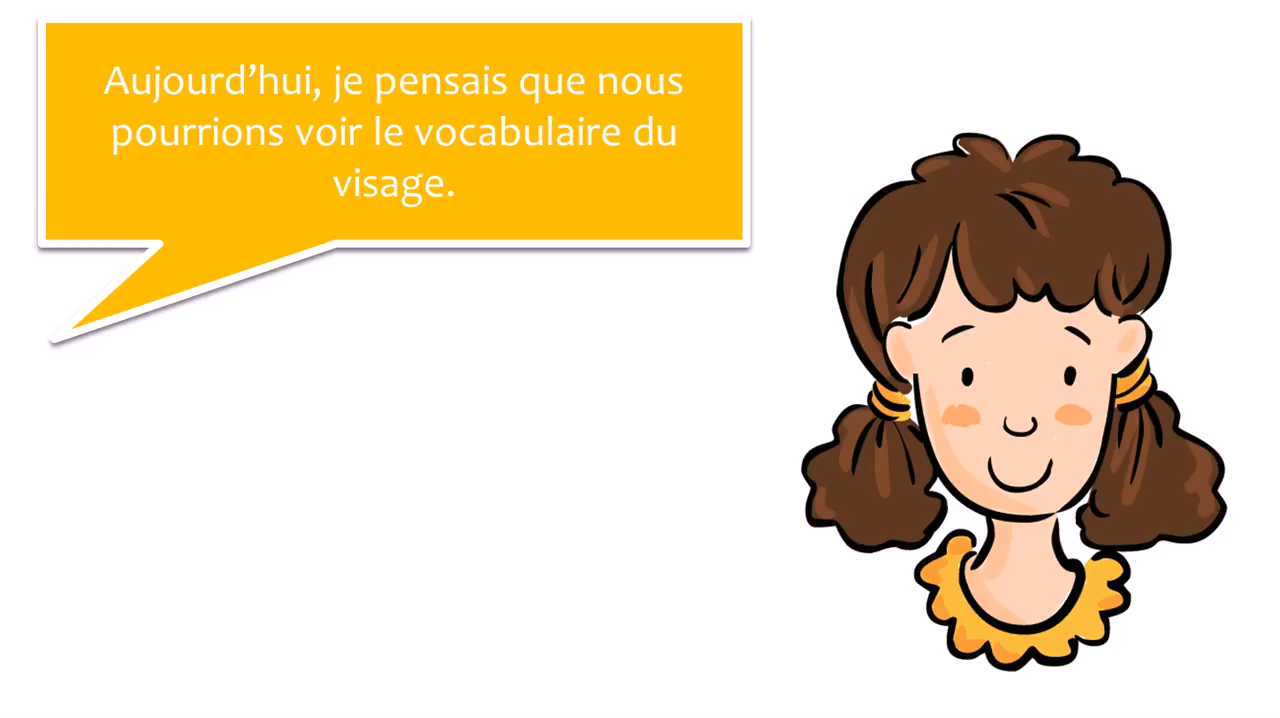 Aujourd’hui, je pensais que nous
pourrions voir le vocabulaire du
visage.